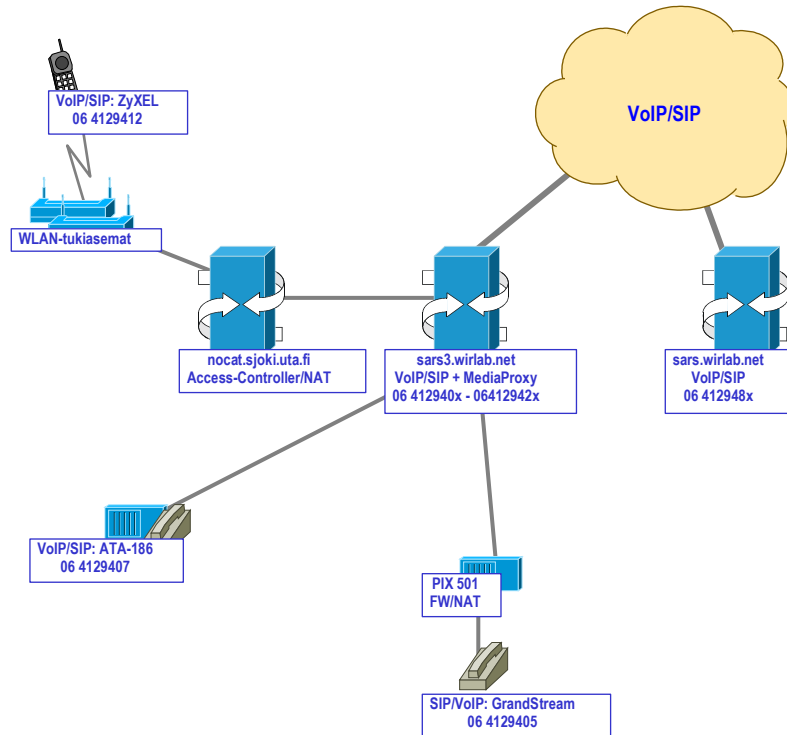 VoIP/SIP: ZyXEL
06 4129412
VoIP/SIP
WLAN-tukiasemat
nocat.sjoki.uta.fi
Access-Controller/NAT
sars3.wirlab.net
VoIP/SIP + MediaProxy
06 412940x - 06412942x
sars.wirlab.net
VoIP/SIP
06 412948x
VoIP/SIP: ATA-186
06 4129407
PIX 501
FW/NAT
SIP/VoIP: GrandStream
06 4129405